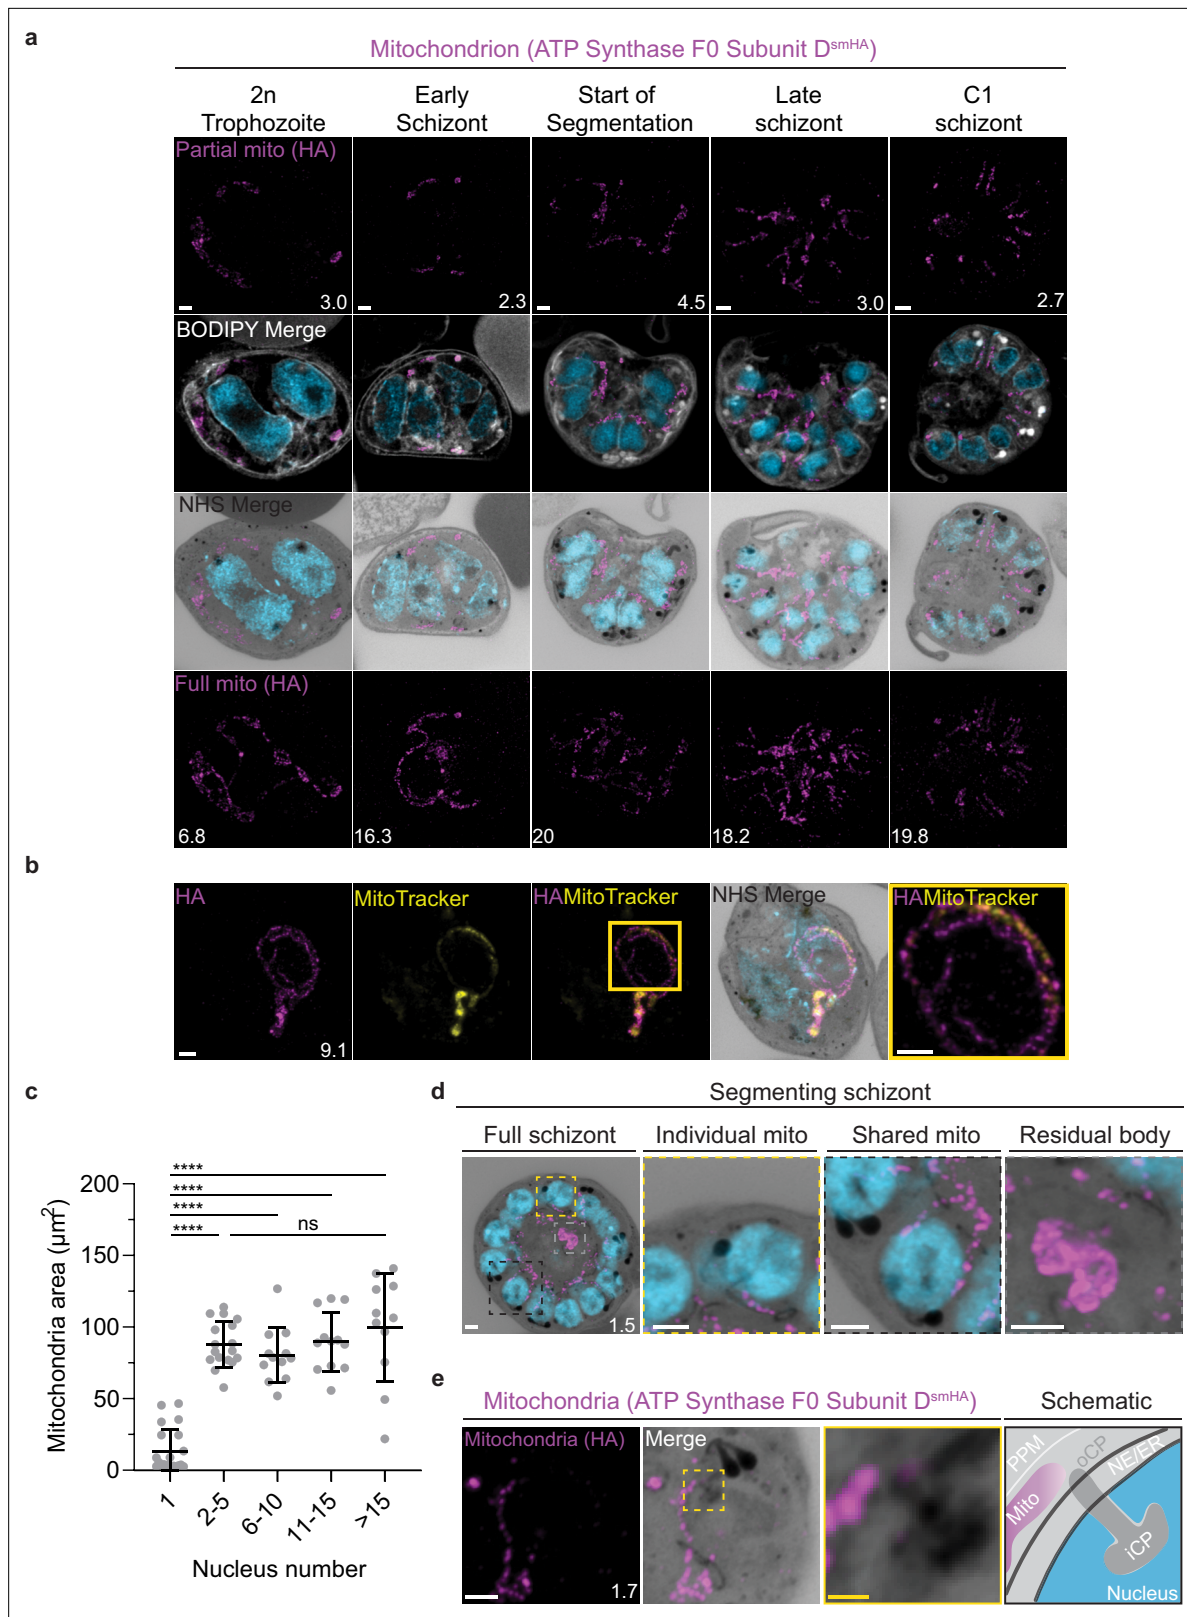 a
Mitochondrion (ATP Synthase F0 Subunit DsmHA)
2n Trophozoite
Early Schizont
Start of Segmentation
Late schizont
C1 schizont
Partial mito (HA)
3.0
2.3
4.5
3.0
2.7
BODIPY Merge
NHS Merge
Full mito (HA)
6.8
16.3
20
18.2
19.8
b
HA
MitoTracker
HAMitoTracker
NHS Merge
HAMitoTracker
9.1
c
Mitochondria area (µm2)
200
150
100
50
0
****
****
****
****
ns
1
2-5
6-10
11-15
>15
Nucleus number
d
Segmenting schizont
Full schizont
Individual mito
Shared mito
Residual body
1.5
e
Mitochondria (ATP Synthase F0 Subunit DsmHA)
Schematic
Mitochondria (HA)
Merge
1.7
PPM
Mito
oCP
NE/ER
iCP
Nucleus